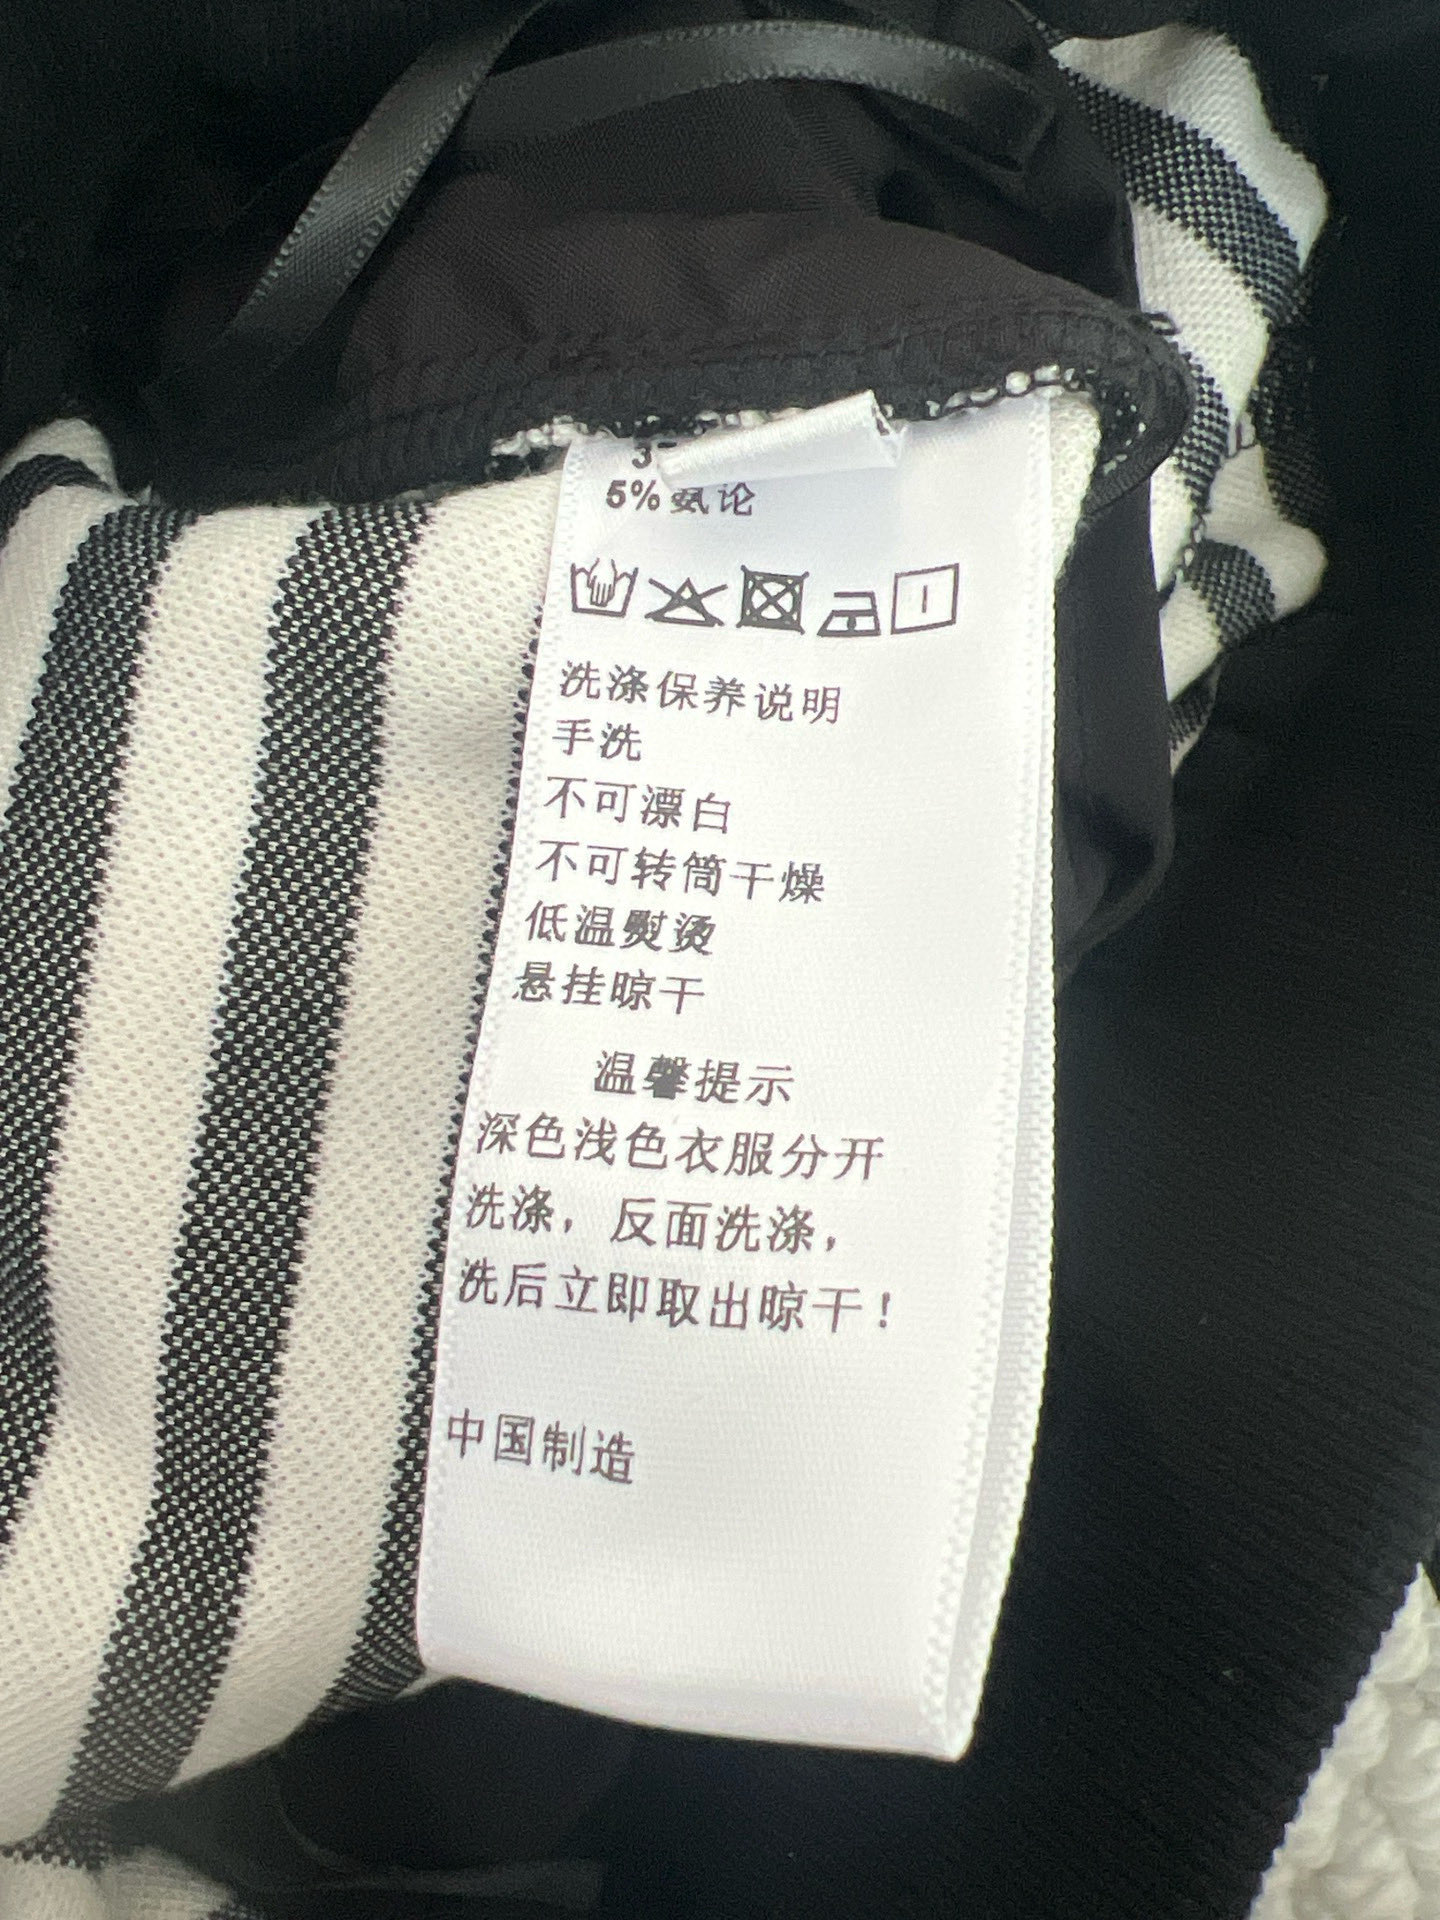 5%氨论
洗涤保养说明
手洗
不可漂白
不可转筒干燥
低温熨烫
悬挂晾干
温馨提示
深色浅色衣服分开
洗涤，反面洗涤，
洗后立即取出晾干！
中国制造